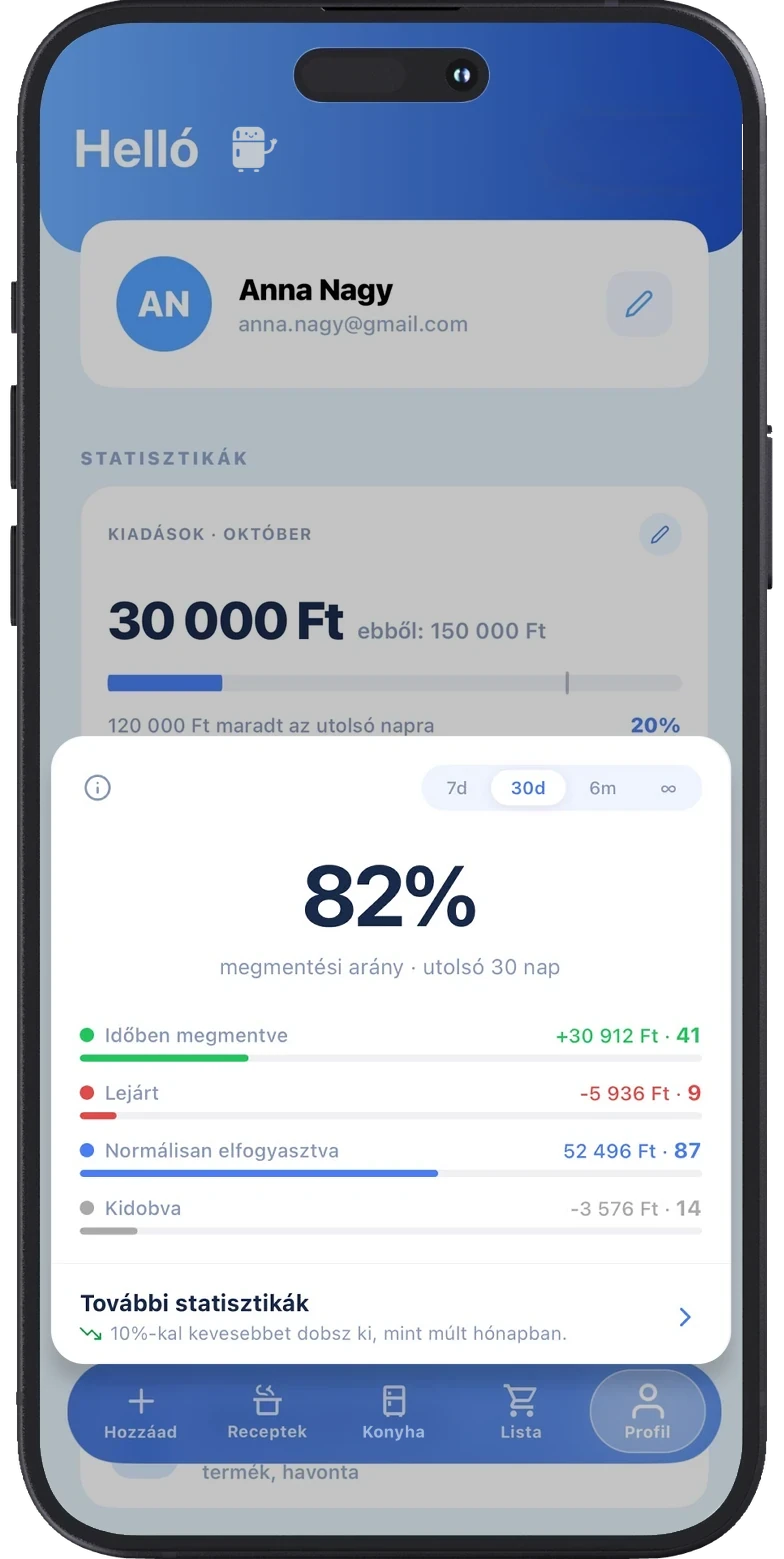 Helló
AN
Anna Nagy
anna.nagy@gmail.com
STATISZTIKÁK
KIADÁSOK · OKTÓBER
30 000 Ft ebből: 150 000 Ft
120 000 Ft maradt az utolsó napra 20%
7d 30d 6m ∞
82%
megmentési arány · utolsó 30 nap
Időben megmentve +30 912 Ft · 41
Lejárt -5 936 Ft · 9
Normálisan elfogyasztva 52 496 Ft · 87
Kidobva -3 576 Ft · 14
További statisztikák
10%-kal kevesebbet dobsz ki, mint múlt hónapban.
Hozzáad Receptek Konyha Lista Profil
termék, havonta